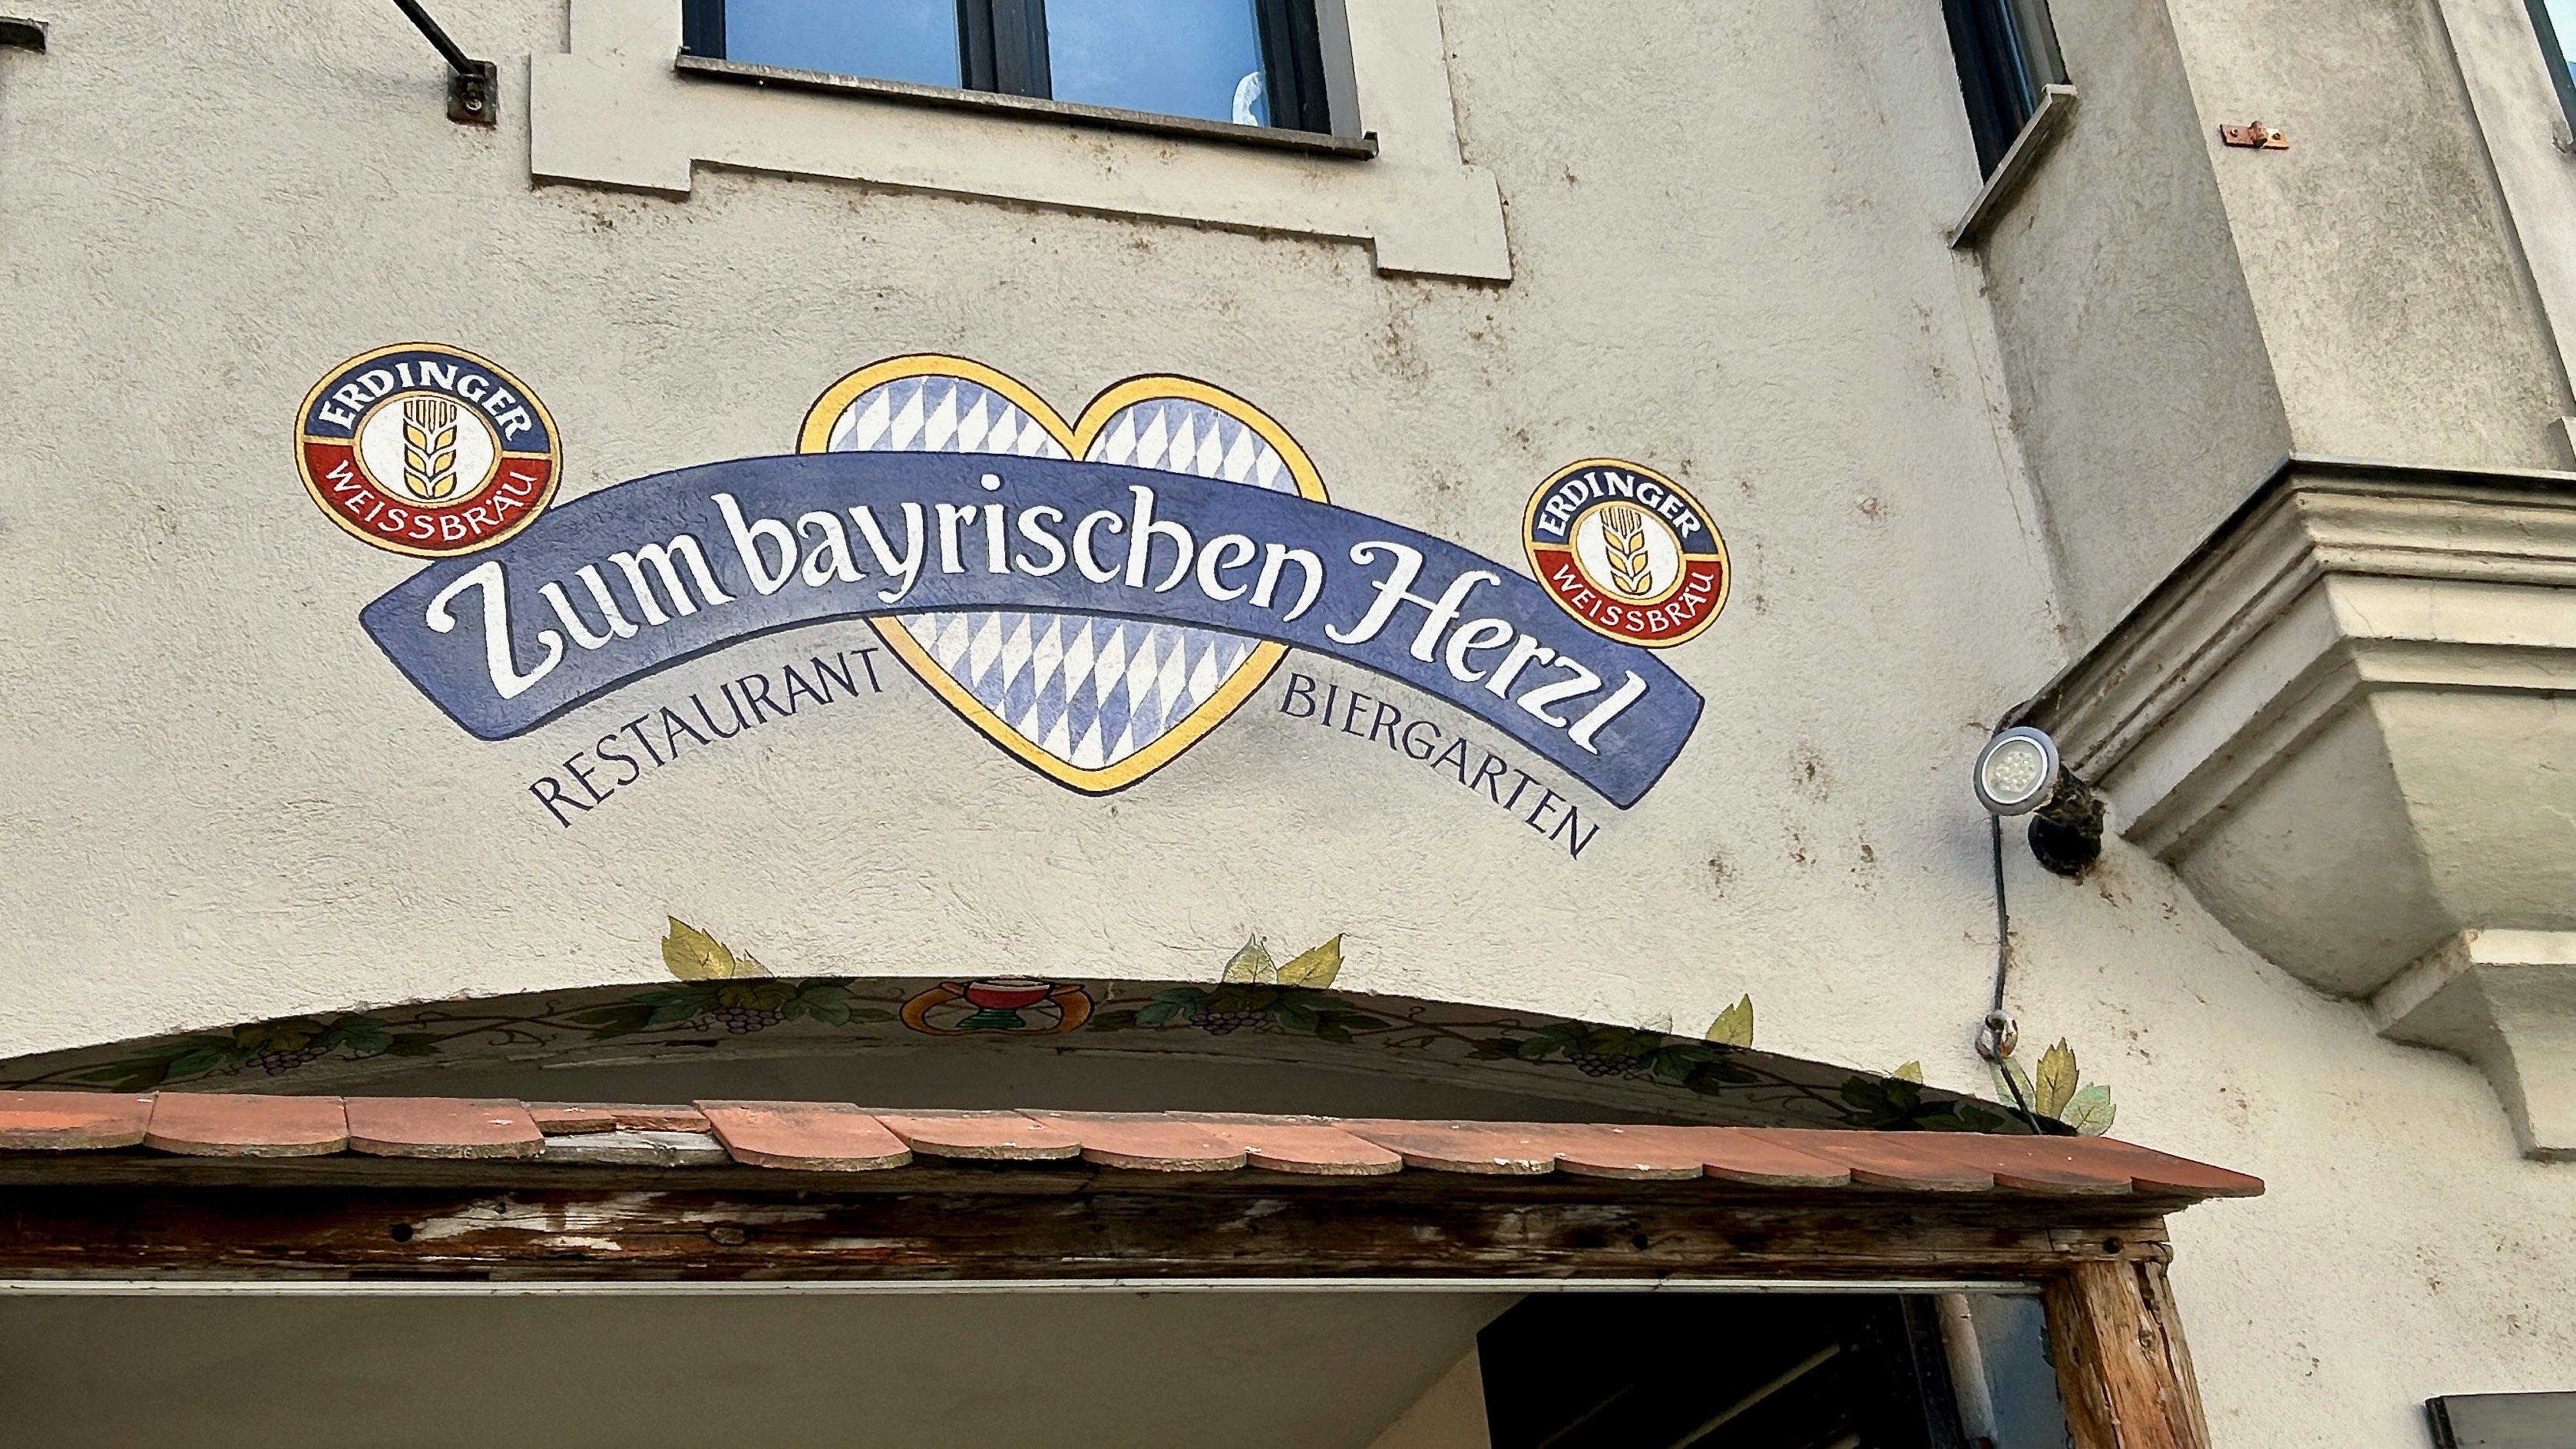 ERDINGER
WEISSBRÄU
Zum bayrischen Herzl
ERDINGER
WEISSBRÄU
RESTAURANT
BIERGARTEN